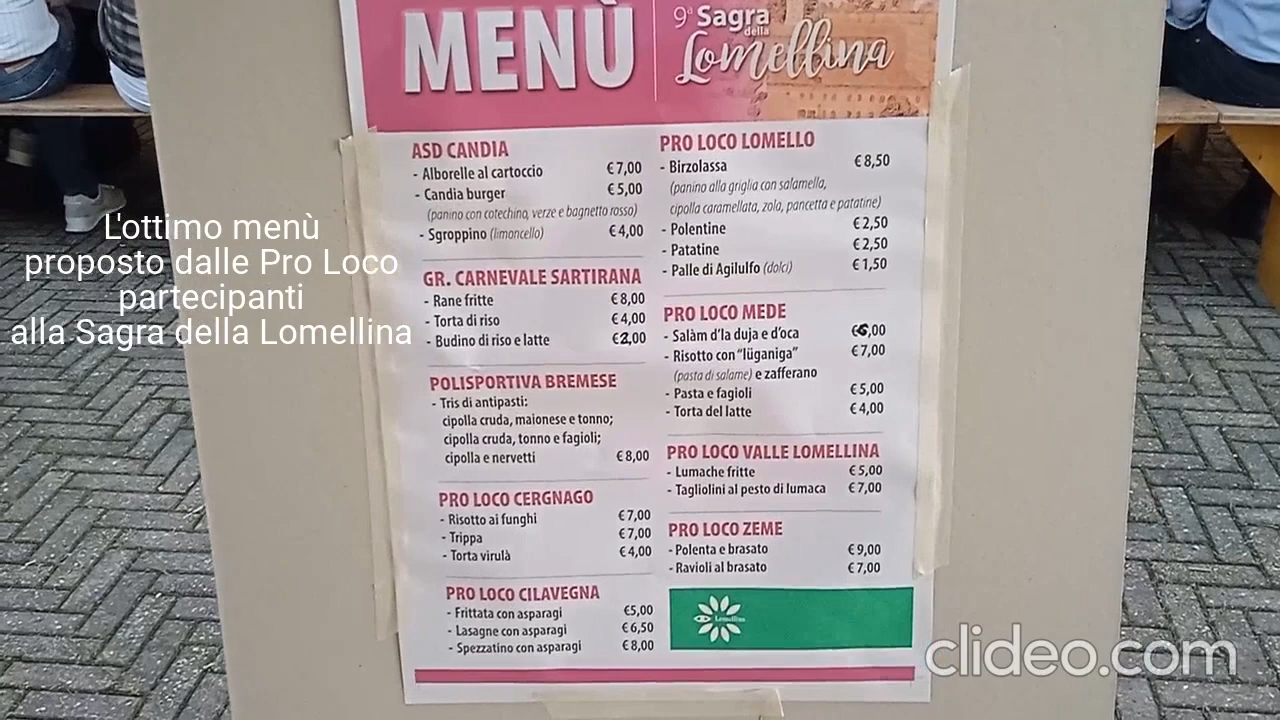 MENÙ
9ª Sagra
della
Lomellina
ASD CANDIA
- Alborelle al cartoccio €7,00
- Candia burger €5,00
(panino con cotechino, verze e bagnetto rosso)
- Sgroppino (limoncello) €4,00
GR. CARNEVALE SARTIRANA
- Rane fritte €8,00
- Torta di riso €4,00
- Budino di riso e latte €2,00
POLISPORTIVA BREMESE
- Tris di antipasti:
cipolla cruda, maionese e tonno;
cipolla cruda, tonno e fagioli;
cipolla e nervetti €8,00
PRO LOCO CERGNAGO
- Risotto ai funghi €7,00
- Trippa €7,00
- Torta virulà €4,00
PRO LOCO CILAVEGNA
- Frittata con asparagi €5,00
- Lasagne con asparagi €6,50
- Spezzatino con asparagi €8,00
PRO LOCO LOMELLO
- Birzolassa €8,50
(panino alla griglia con salamella,
cipolla caramellata, zola, pancetta e patatine)
- Polentine €2,50
- Patatine €2,50
- Palle di Agilulfo (dolci) €1,50
PRO LOCO MEDE
- Salàm d'la duja e d'oca €6,00
- Risotto con "lüganiga" €7,00
(pasta di salame) e zafferano
- Pasta e fagioli €5,00
- Torta del latte €4,00
PRO LOCO VALLE LOMELLINA
- Lumache fritte €5,00
- Tagliolini al pesto di lumaca €7,00
PRO LOCO ZEME
- Polenta e brasato €9,00
- Ravioli al brasato €7,00
Lomellina
L'ottimo menù
proposto dalle Pro Loco
partecipanti
alla Sagra della Lomellina
clideo.com